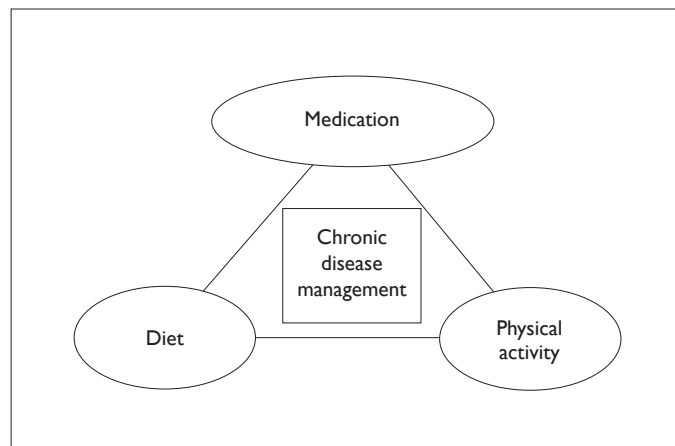 Medication
Chronic
disease
management
Diet
Physical
activity